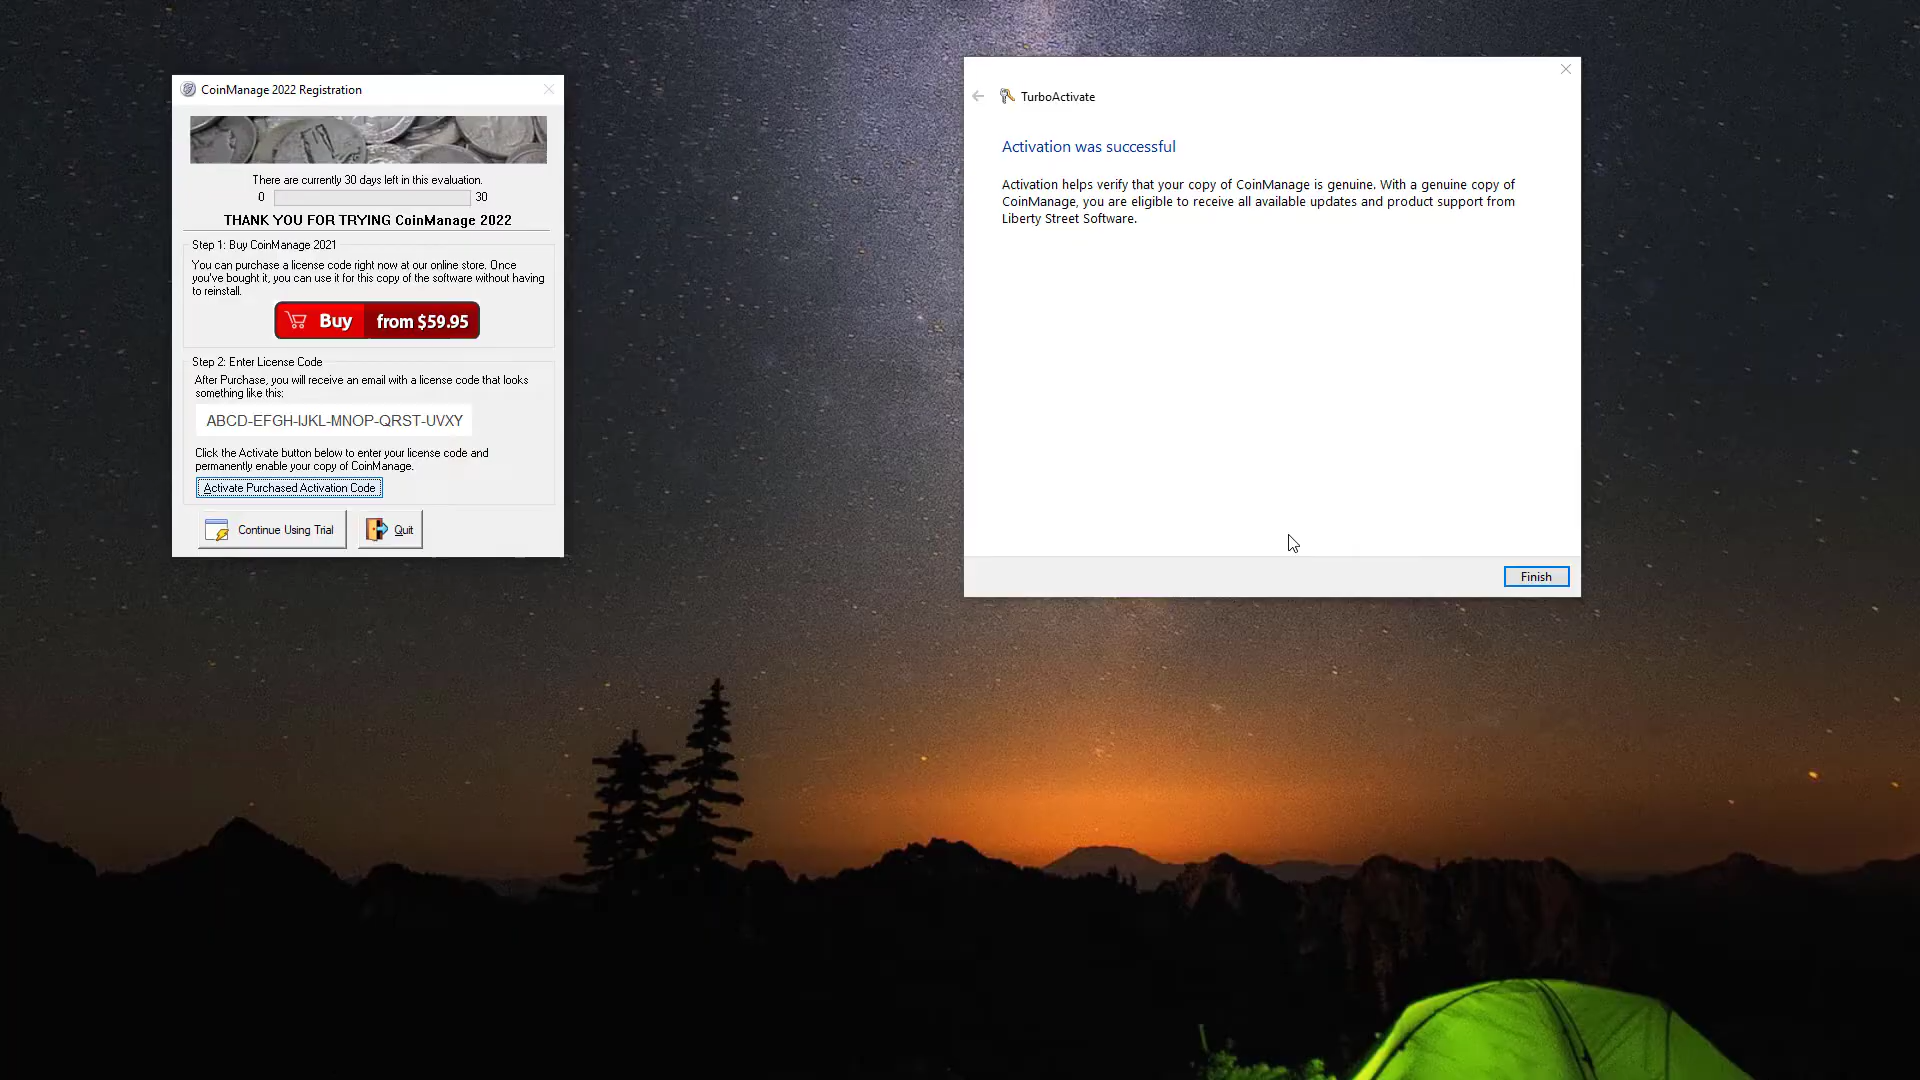 CoinManage 2022 Registration
There are currently 30 days left in this evaluation.
0 30
THANK YOU FOR TRYING CoinManage 2022
Step 1: Buy CoinManage 2021
You can purchase a license code right now at our online store. Once
you've bought it, you can use it for this copy of the software without having
to reinstall.
Buy from $59.95
Step 2: Enter License Code
After Purchase, you will receive an email with a license code that looks
something like this:
ABCD-EFGH-IJKL-MNOP-QRST-UVXY
Click the Activate button below to enter your license code and
permanently enable your copy of CoinManage.
Activate Purchased Activation Code
Continue Using Trial
Quit
TurboActivate
Activation was successful
Activation helps verify that your copy of CoinManage is genuine. With a genuine copy of
CoinManage, you are eligible to receive all available updates and product support from
Liberty Street Software.
Finish